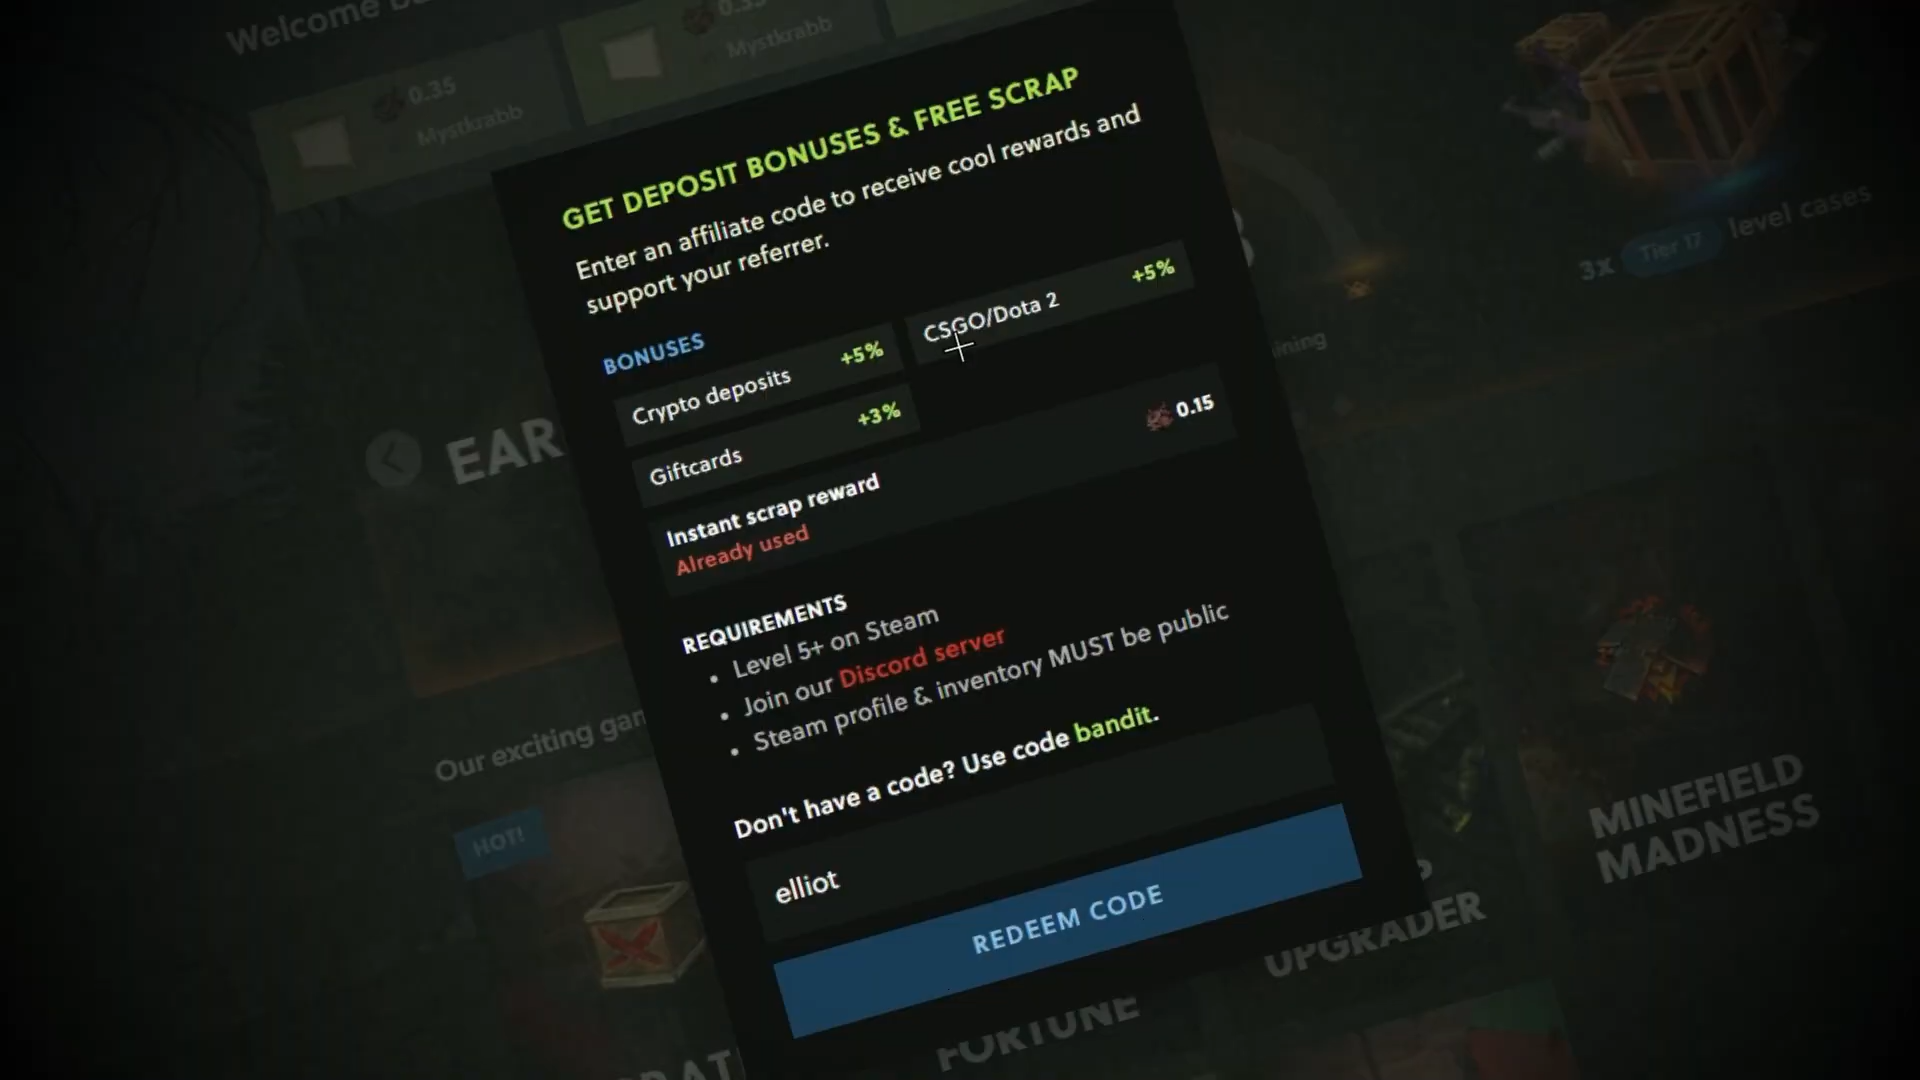 Welcome
0.35
Mystkrabb
0.35
Mystkrabb
GET DEPOSIT BONUSES & FREE SCRAP
Enter an affiliate code to receive cool rewards and
support your referrer.
BONUSES
Crypto deposits +5%
CSGO/Dota 2 +5%
Giftcards +3%
Instant scrap reward 0.15
Already used
REQUIREMENTS
• Level 5+ on Steam
• Join our Discord server
• Steam profile & inventory MUST be public
Don't have a code? Use code bandit.
elliot
REDEEM CODE
3x Tier 17 level cases
EAR
Our exciting
HOT!
FORTUNE
UPGRADER
MINEFIELD
MADNESS